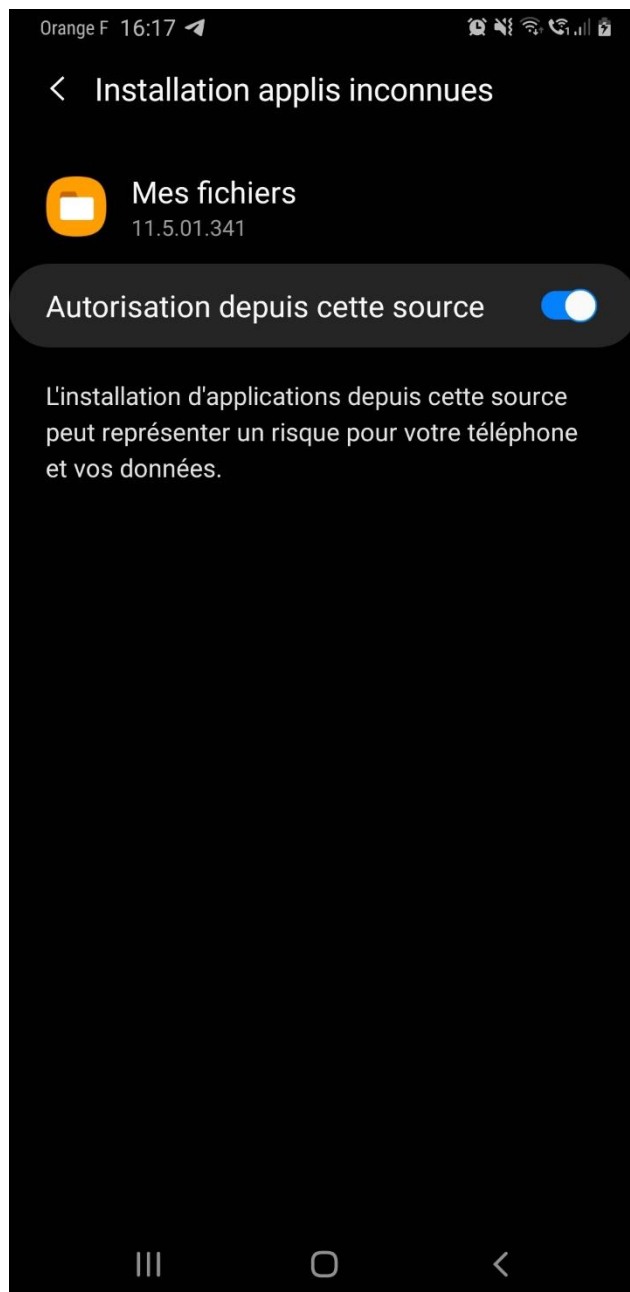 Orange F 16:17
Installation applis inconnues
Mes fichiers
11.5.01.341
Autorisation depuis cette source
L'installation d'applications depuis cette source
peut représenter un risque pour votre téléphone
et vos données.